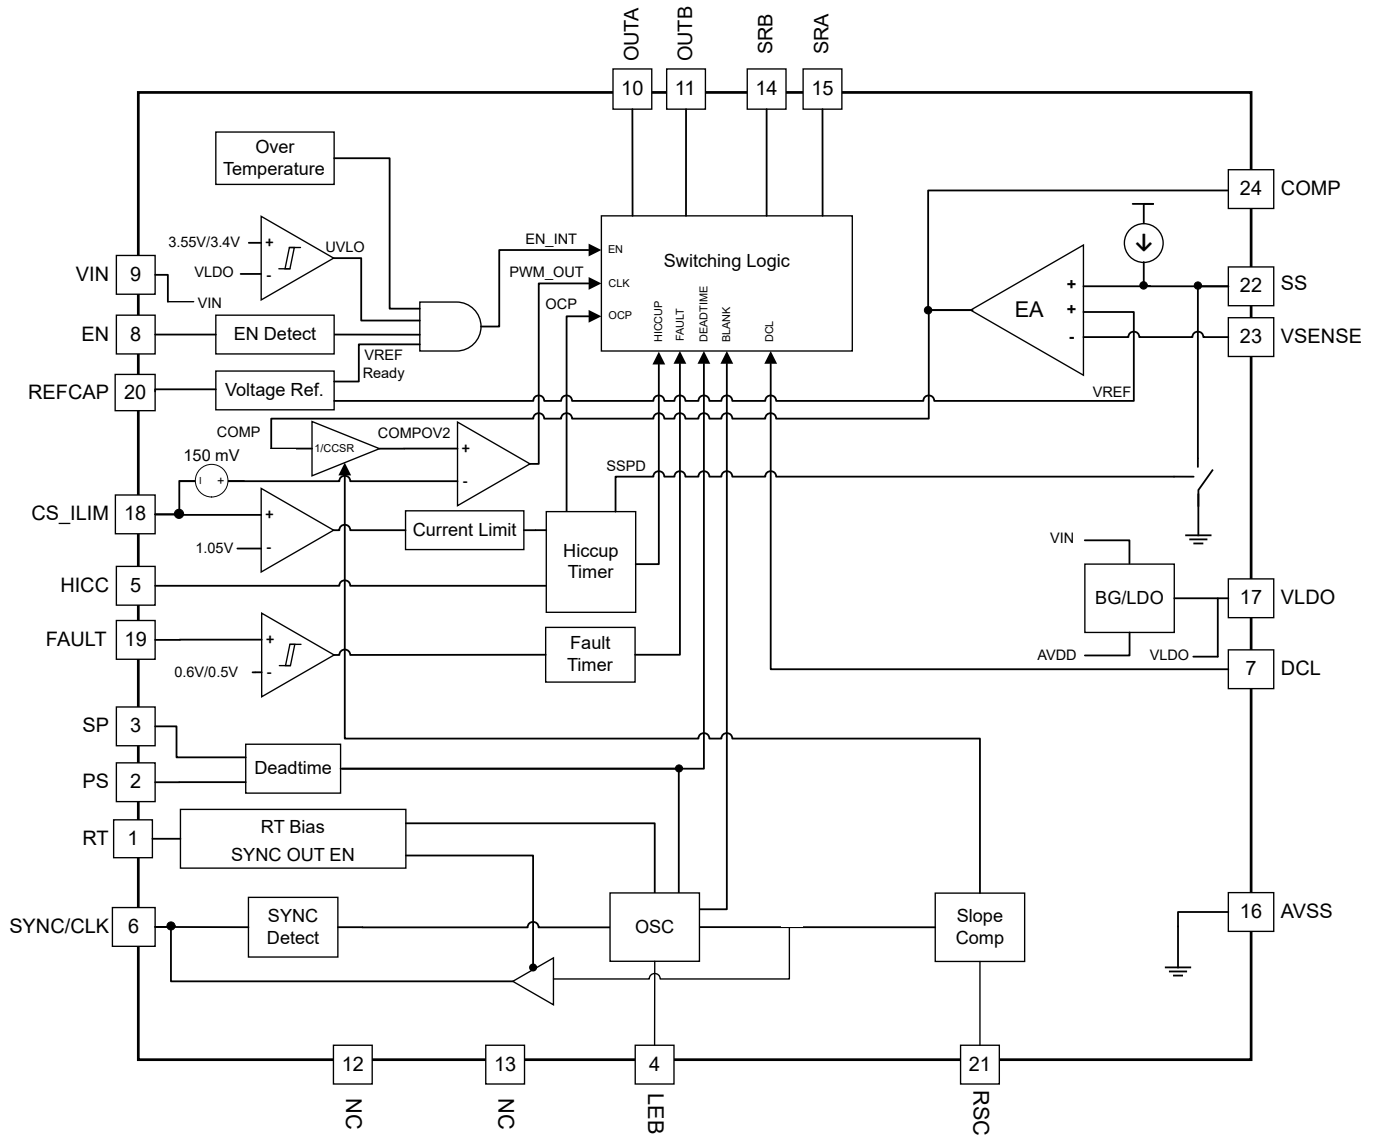 OUTA
OUTB
SRB
SRA
10
11
14
15
Over
Temperature
24
COMP
3.55V/3.4V
+
UVLO
VLDO
-
EN_INT
EN
Switching Logic
PWM_OUT
CLK
OCP
OCP
HICCUP
FAULT
DEADTIME
BLANK
DCL
EA
+
+
-
22
SS
23
VSENSE
VREF
VIN
9
VIN
EN
8
EN Detect
VREF
Ready
REFCAP
20
Voltage Ref.
COMP
1/CCSR
COMPOV2
+
-
150 mV
+
SSPD
CS_ILIM
18
+
1.05V
-
Current Limit
Hiccup
Timer
HICC
5
VIN
BG/LDO
17
VLDO
AVDD
VLDO
7
DCL
FAULT
19
+
0.6V/0.5V
-
Fault
Timer
SP
3
PS
2
Deadtime
RT
1
RT Bias
SYNC OUT EN
SYNC/CLK
6
SYNC
Detect
OSC
Slope
Comp
16
AVSS
12
13
4
21
NC
NC
LEB
RSC